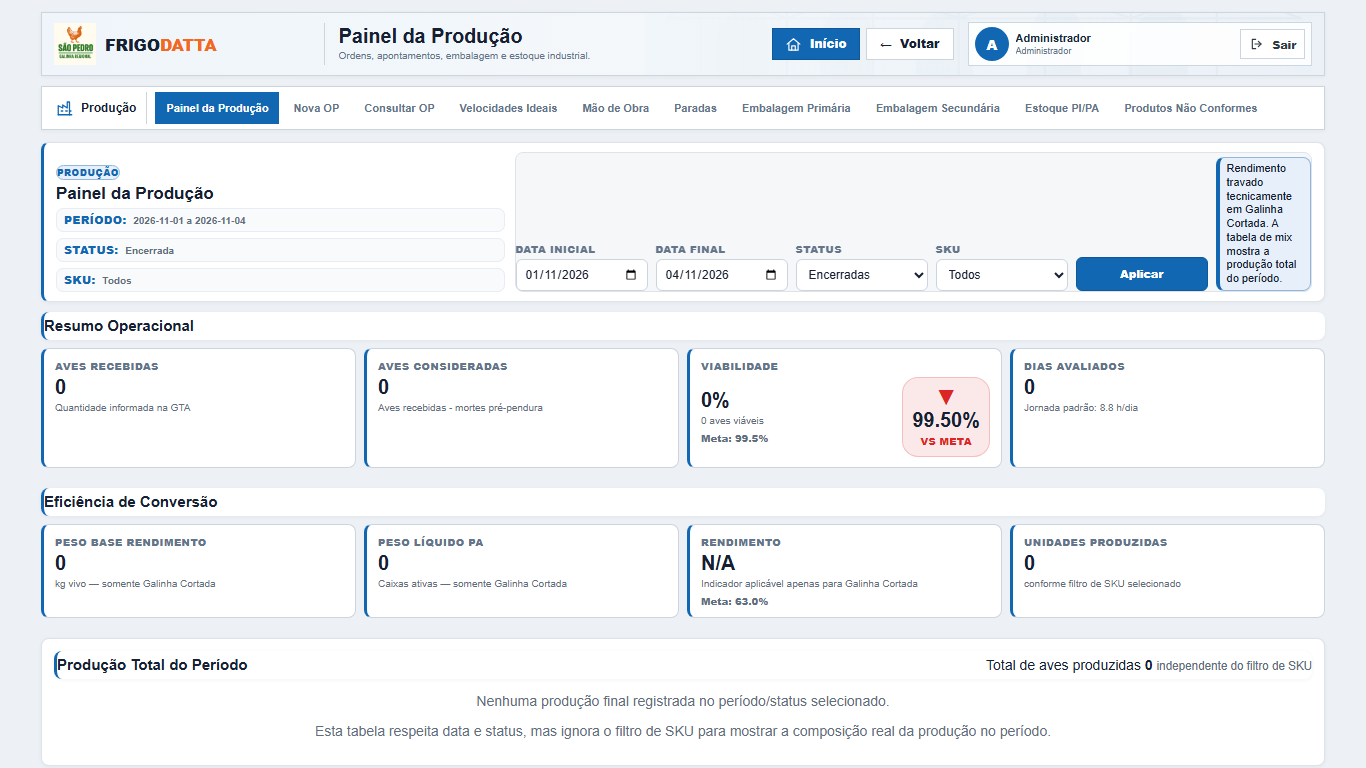 SÃO PEDRO
FRIGODATTA
Painel da Produção
Ordens, apontamentos, embalagem e estoque industrial.
Início
← Voltar
A
Administrador
Administrador
Sair
Produção
Painel da Produção
Nova OP
Consultar OP
Velocidades Ideais
Mão de Obra
Paradas
Embalagem Primária
Embalagem Secundária
Estoque PI/PA
Produtos Não Conformes
PRODUÇÃO
Painel da Produção
PERÍODO: 2026-11-01 a 2026-11-04
STATUS: Encerrada
SKU: Todos
DATA INICIAL
01/11/2026
DATA FINAL
04/11/2026
STATUS
Encerradas
SKU
Todos
Aplicar
Rendimento
travado
tecnicamente
em Galinha
Cortada. A
tabela de mix
mostra a
produção total
do período.
Resumo Operacional
AVES RECEBIDAS
0
Quantidade informada na GTA
AVES CONSIDERADAS
0
Aves recebidas - mortes pré-pendura
VIABILIDADE
0%
0 aves viáveis
Meta: 99.5%
▼
99.50%
VS META
DIAS AVALIADOS
0
Jornada padrão: 8.8 h/dia
Eficiência de Conversão
PESO BASE RENDIMENTO
0
kg vivo — somente Galinha Cortada
PESO LÍQUIDO PA
0
Caixas ativas — somente Galinha Cortada
RENDIMENTO
N/A
Indicador aplicável apenas para Galinha Cortada
Meta: 63.0%
UNIDADES PRODUZIDAS
0
conforme filtro de SKU selecionado
Produção Total do Período
Total de aves produzidas 0 independente do filtro de SKU
Nenhuma produção final registrada no período/status selecionado.
Esta tabela respeita data e status, mas ignora o filtro de SKU para mostrar a composição real da produção no período.